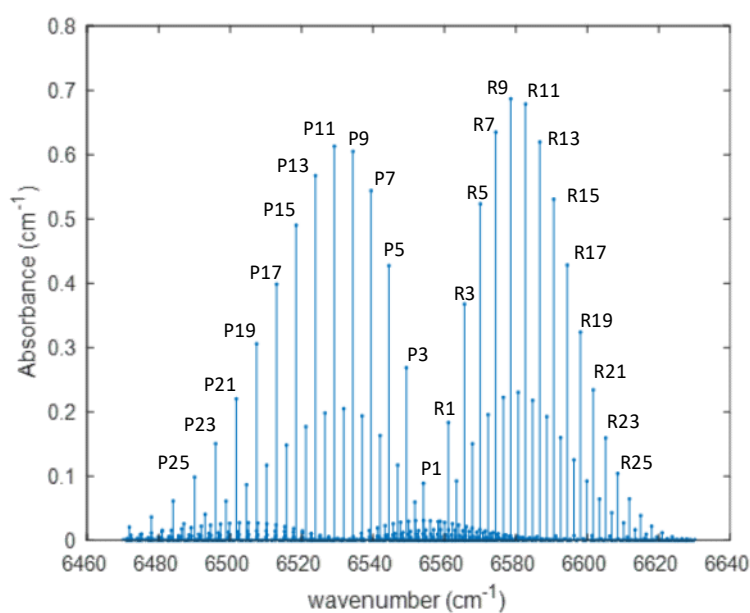 0.8
0.7
0.6
0.5
0.4
0.3
0.2
0.1
0
Absorbance (cm-1)
P25
P23
P21
P19
P17
P15
P13
P11
P9
P7
P5
P3
P1
R1
R3
R5
R7
R9
R11
R13
R15
R17
R19
R21
R23
R25
6460 6480 6500 6520 6540 6560 6580 6600 6620 6640
wavenumber (cm-1)